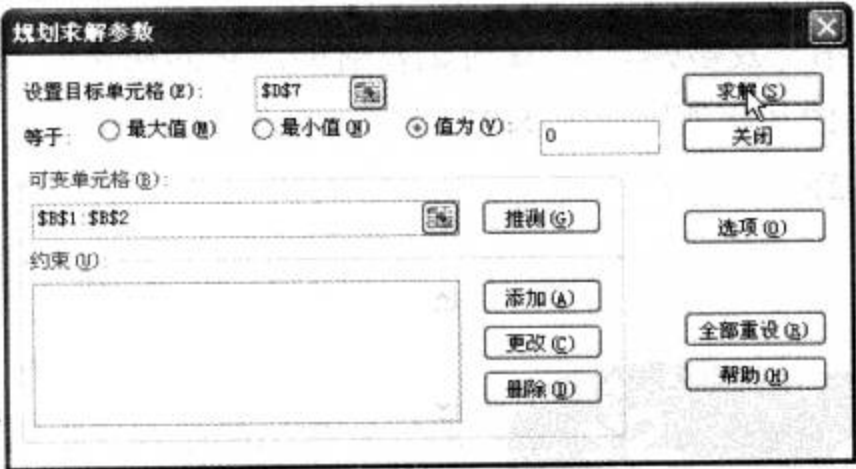 规划求解参数
设置目标单元格(E): $D$7 求解(S)
等于: 最大值(M) 最小值(N) 值为(V): 0 关闭
可变单元格(B):
$B$1:$B$2 推测(G) 选项(O)
约束(U)
添加(A)
更改(C) 全部重设(R)
删除(D) 帮助(H)